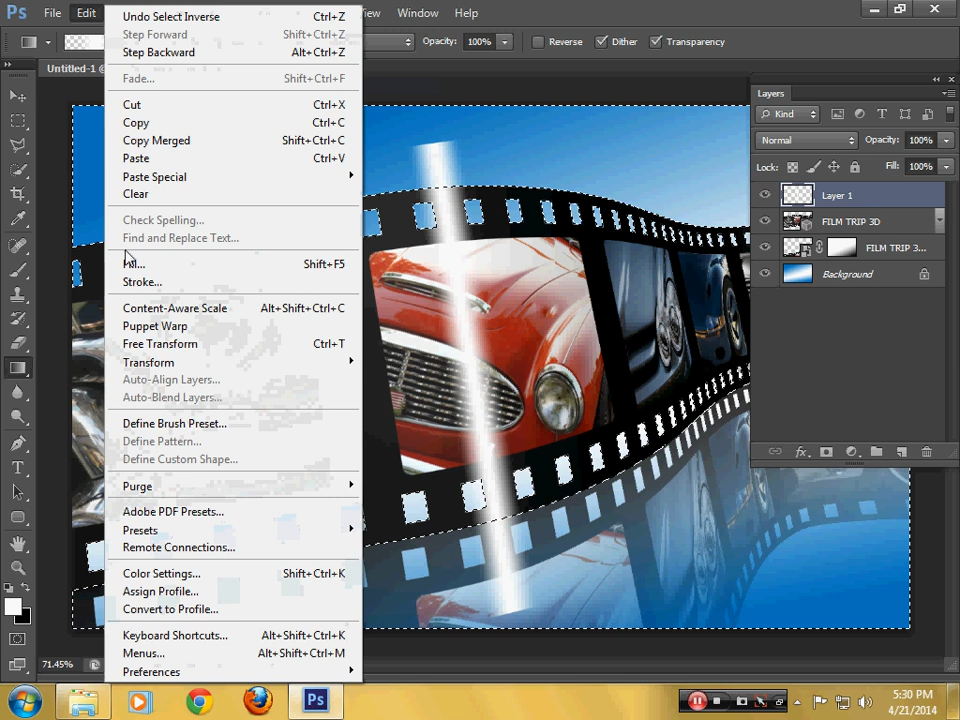 Ps File Edit View Window Help
Opacity: 100% Reverse Dither Transparency
Untitled-1 @
Undo Select Inverse Ctrl+Z
Step Forward Shift+Ctrl+Z
Step Backward Alt+Ctrl+Z
Fade... Shift+Ctrl+F
Cut Ctrl+X
Copy Ctrl+C
Copy Merged Shift+Ctrl+C
Paste Ctrl+V
Paste Special
Clear
Check Spelling...
Find and Replace Text...
Fill... Shift+F5
Stroke...
Content-Aware Scale Alt+Shift+Ctrl+C
Puppet Warp
Free Transform Ctrl+T
Transform
Auto-Align Layers...
Auto-Blend Layers...
Define Brush Preset...
Define Pattern...
Define Custom Shape...
Purge
Adobe PDF Presets...
Presets
Remote Connections...
Color Settings... Shift+Ctrl+K
Assign Profile...
Convert to Profile...
Keyboard Shortcuts... Alt+Shift+Ctrl+K
Menus... Alt+Shift+Ctrl+M
Preferences
Layers
Kind
Normal Opacity: 100%
Lock: Fill: 100%
Layer 1
FILM TRIP 3D
FILM TRIP 3...
Background
71.45%
Ps
5:30 PM
4/21/2014